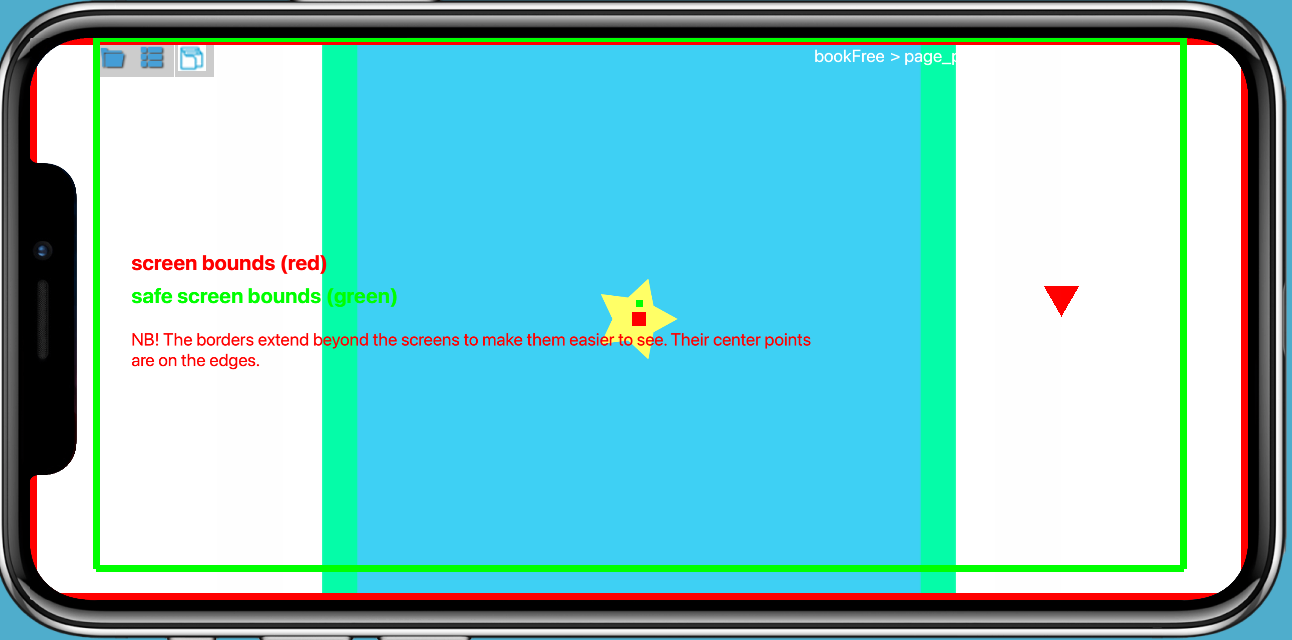 bookFree > page_p
screen bounds (red)
safe screen bounds (green)
NB! The borders extend beyond the screens to make them easier to see. Their center points
are on the edges.